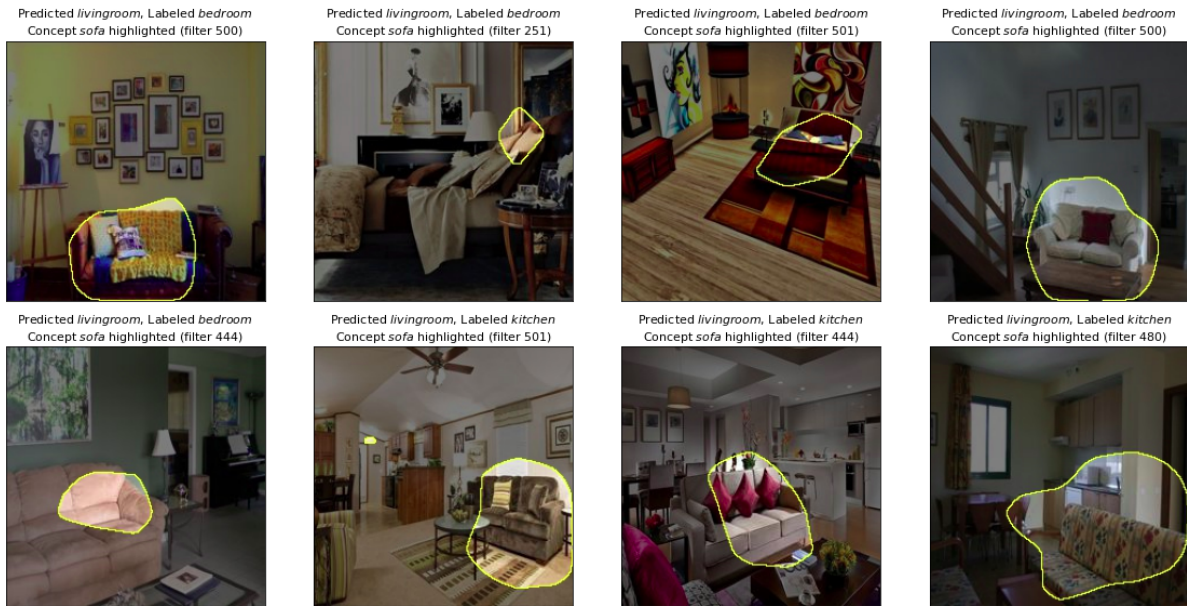 Predicted livingroom, Labeled bedroom
Concept sofa highlighted (filter 500)
Predicted livingroom, Labeled bedroom
Concept sofa highlighted (filter 251)
Predicted livingroom, Labeled bedroom
Concept sofa highlighted (filter 501)
Predicted livingroom, Labeled bedroom
Concept sofa highlighted (filter 500)
Predicted livingroom, Labeled bedroom
Concept sofa highlighted (filter 444)
Predicted livingroom, Labeled kitchen
Concept sofa highlighted (filter 501)
Predicted livingroom, Labeled kitchen
Concept sofa highlighted (filter 444)
Predicted livingroom, Labeled kitchen
Concept sofa highlighted (filter 480)